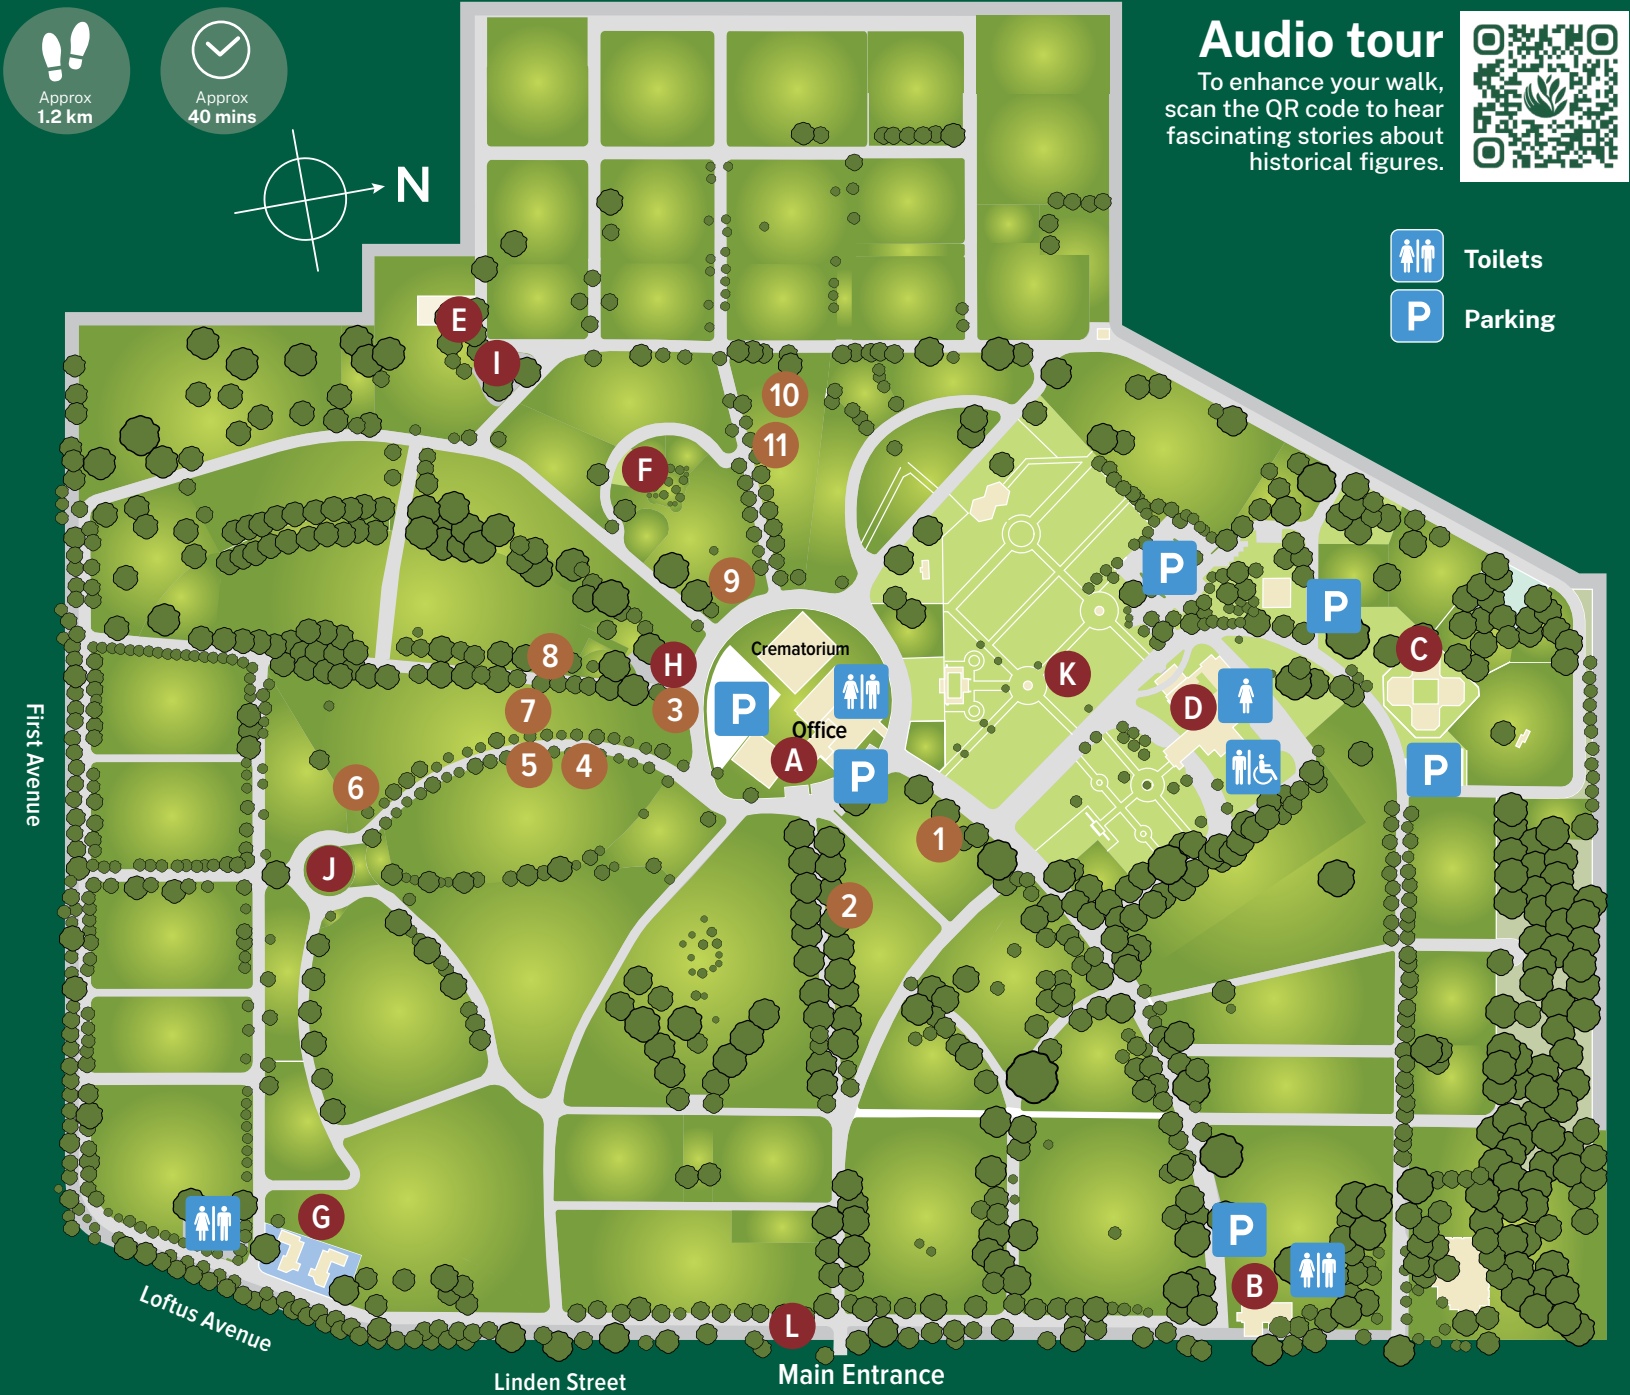 Approx
1.2 km
Approx
40 mins
N
Audio tour
To enhance your walk,
scan the QR code to hear
fascinating stories about
historical figures.
Toilets
P Parking
E
I
10
11
F
9
P
P
C
Crematorium
8
H
K
7
3
P
D
Office
5
4
A
P
P
6
1
J
2
First Avenue
G
P
B
L
Loftus Avenue
Linden Street
Main Entrance